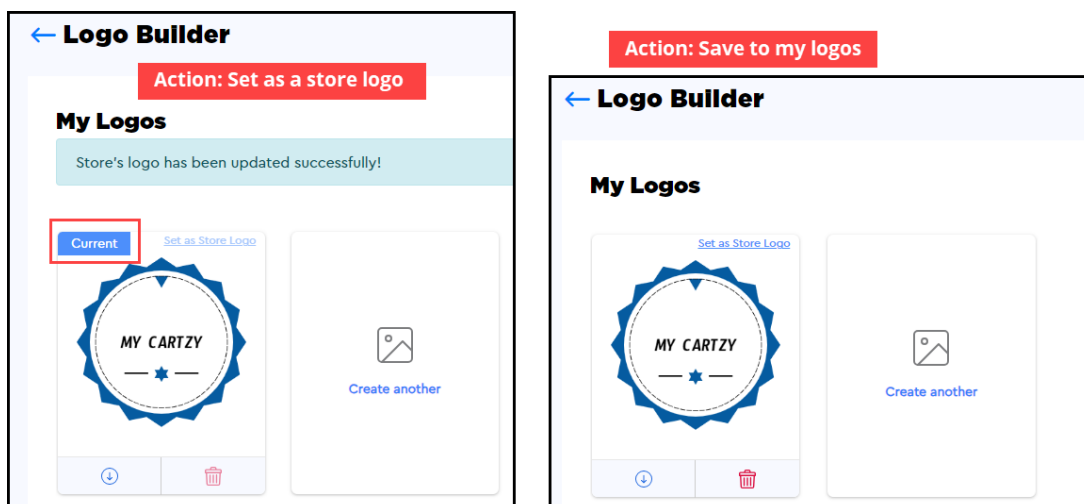 Logo Builder
Action: Set as a store logo
My Logos
Store's logo has been updated successfully!
Current
Set as Store Logo
MY CARTZY
Create another
Action: Save to my logos
Logo Builder
My Logos
Set as Store Logo
MY CARTZY
Create another